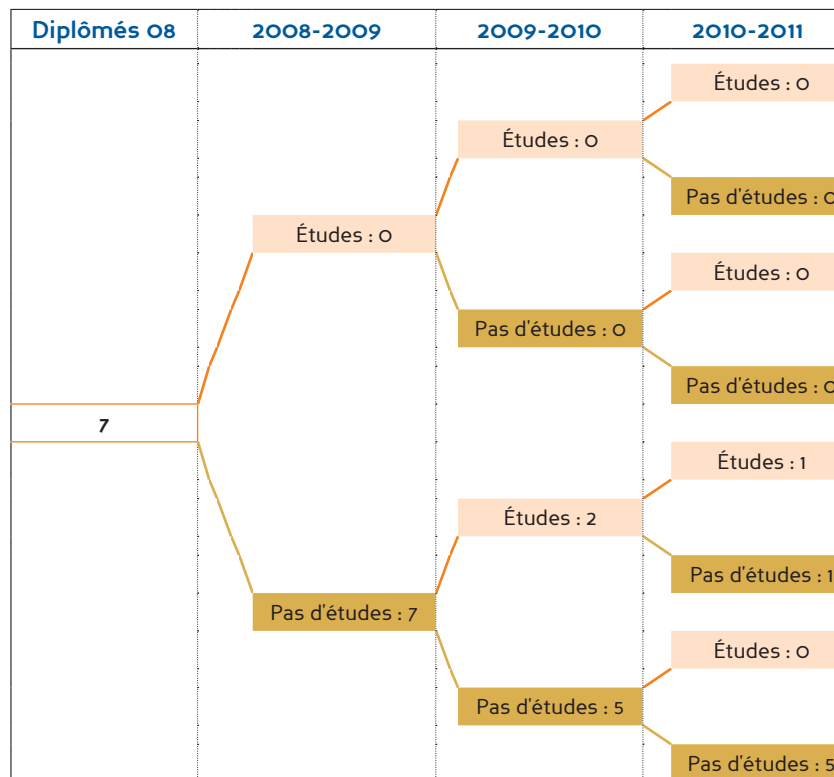 Diplômés 08 2008-2009 2009-2010 2010-2011
Études : 0
Études : 0
Pas d'études : 0
Études : 0
Études : 0
Pas d'études : 0
Pas d'études : 0
7
Études : 1
Études : 2
Pas d'études : 1
Pas d'études : 7
Études : 0
Pas d'études : 5
Pas d'études : 5